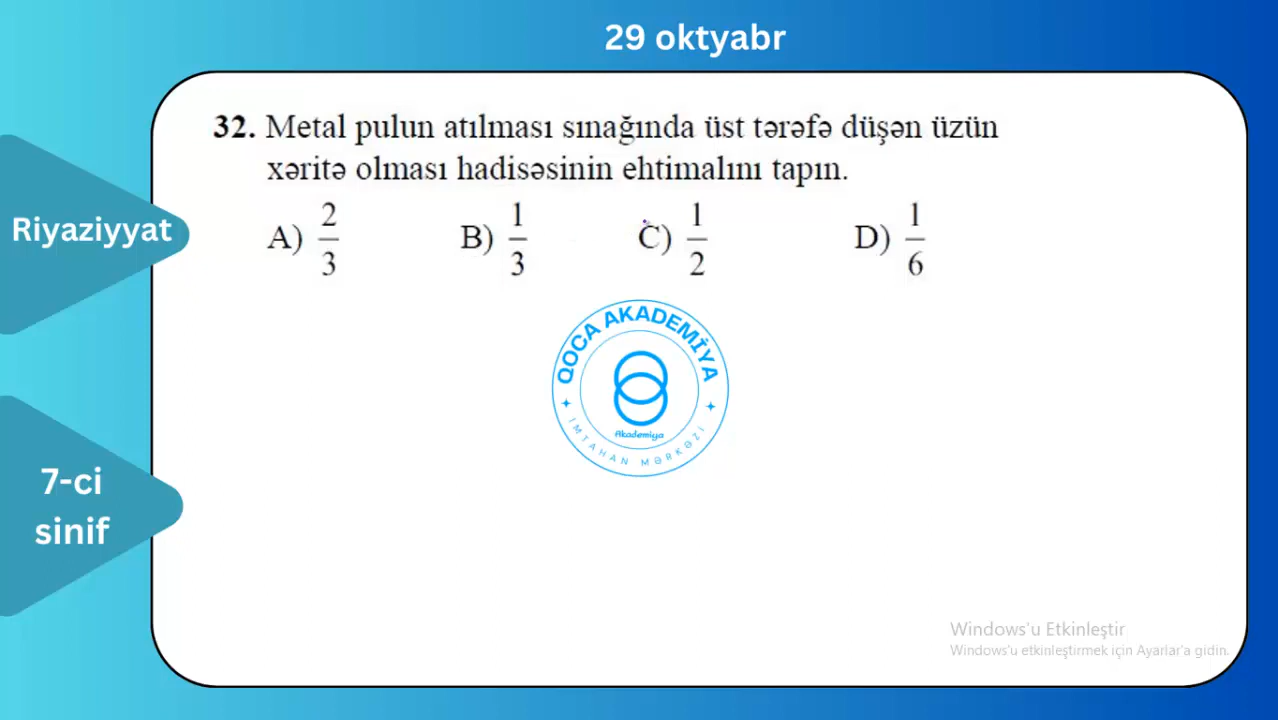 29 oktyabr
32. Metal pulun atılması sınağında üst tərəfə düşən üzün
xəritə olması hadisəsinin ehtimalını tapın.
A) 2/3 B) 1/3 C) 1/2 D) 1/6
Riyaziyyat
7-ci
sinif
QOCA AKADEMİYA
Akademiya
İMTAHAN MƏRKƏZİ
Windows'u Etkinleştir
Windows'u etkinleştirmek için Ayarlar'a gidin.